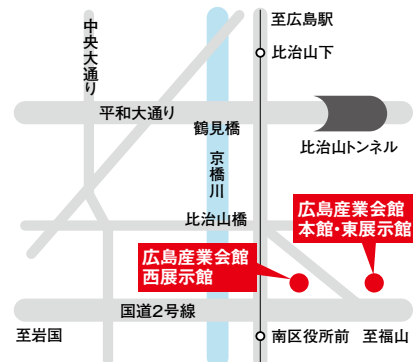 至広島駅
中央大通り
比治山下
平和大通り
鶴見橋
比治山トンネル
京橋川
比治山橋
広島産業会館
本館・東展示館
広島産業会館
西展示館
国道2号線
至岩国
南区役所前
至福山